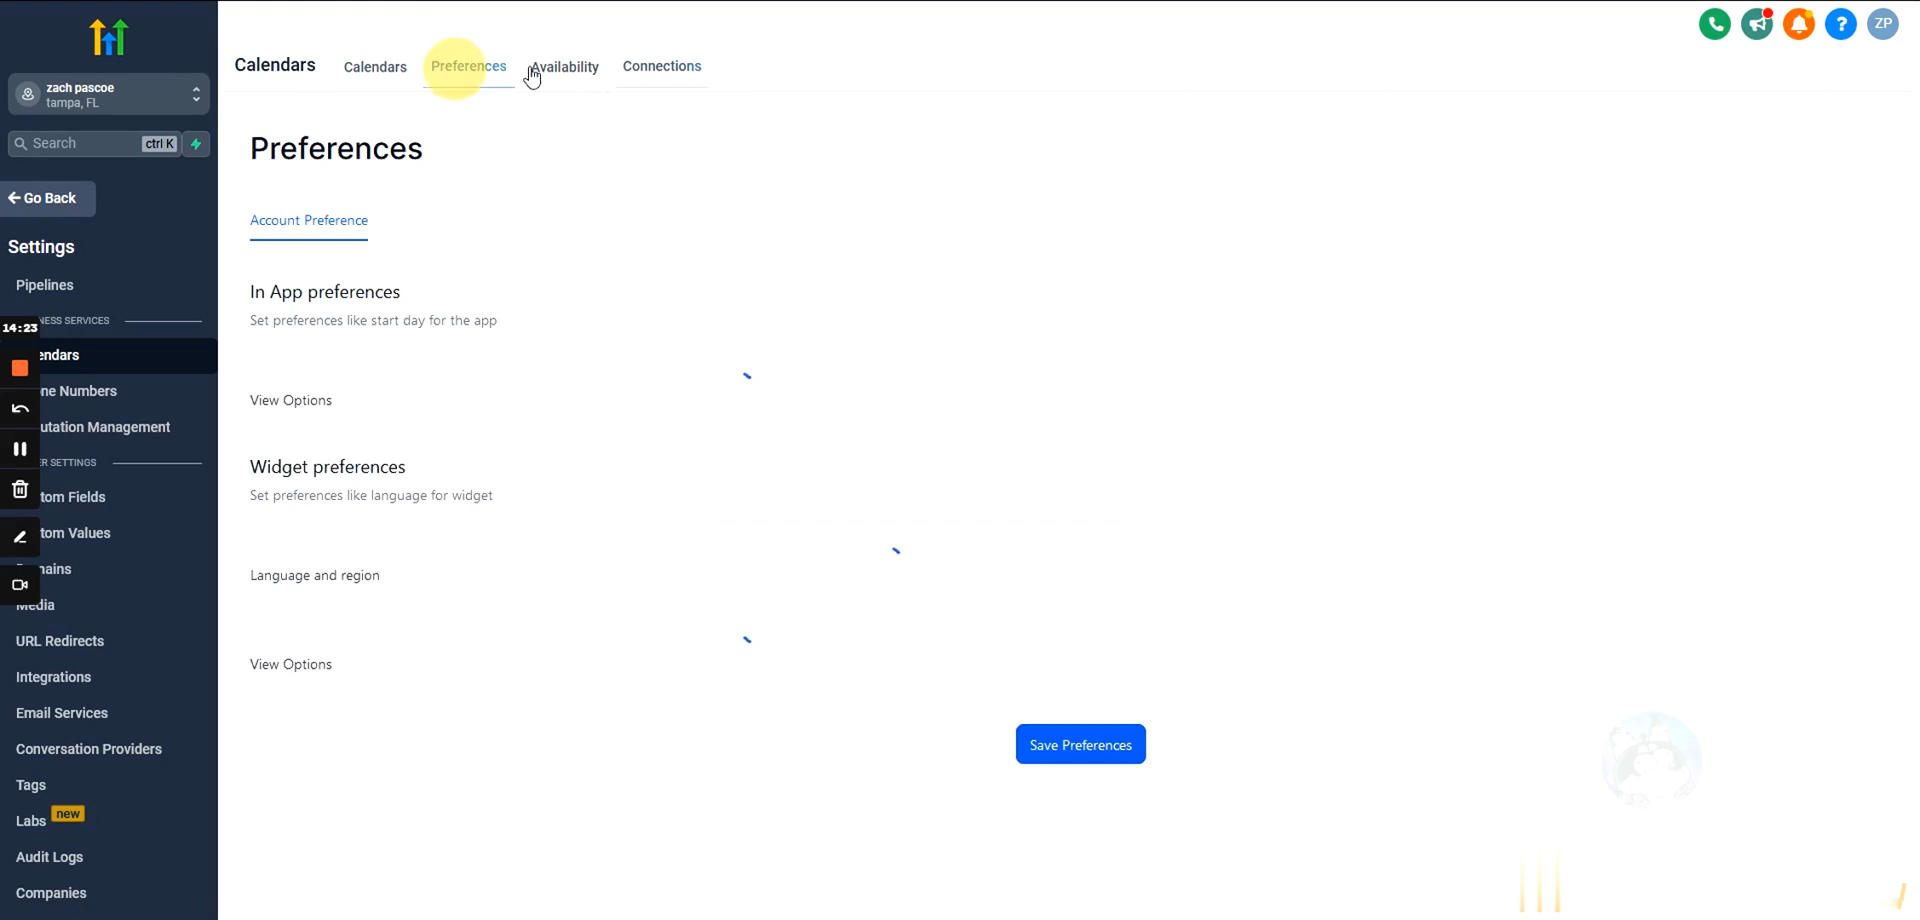 zach pascoe
tampa, FL
Search
ctrl K
Go Back
Settings
Pipelines
NESS SERVICES
14:23
endars
ne Numbers
utation Management
R SETTINGS
tom Fields
tom Values
mains
Media
URL Redirects
Integrations
Email Services
Conversation Providers
Tags
Labs new
Audit Logs
Companies
Calendars
Calendars
Preferences
Availability
Connections
?
ZP
Preferences
Account Preference
In App preferences
Set preferences like start day for the app
View Options
Widget preferences
Set preferences like language for widget
Language and region
View Options
Save Preferences